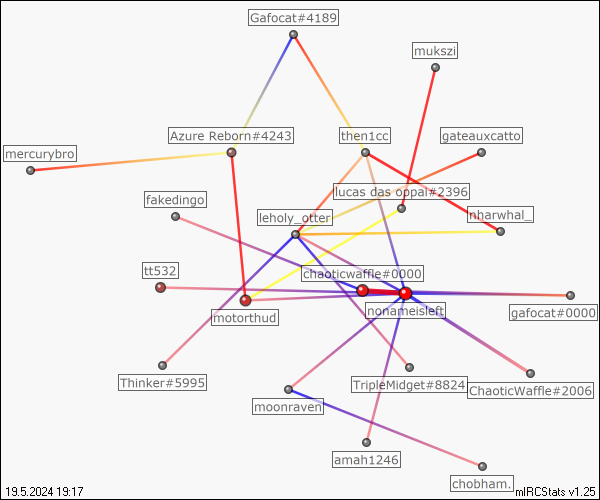 Gafocat#4189
mukszi
Azure Reborn#4243
then1cc
gateauxcatto
mercurybro
lucas das oppai#2396
fakedingo
leholy_otter
nharwhal_
tt532
chaoticwaffle#0000
motorthud
nonameisleft
gafocat#0000
Thinker#5995
TripleMidget#8824
ChaoticWaffle#2006
moonraven
amah1246
chobham.
19.5.2024 19:17
mIRCStats v1.25